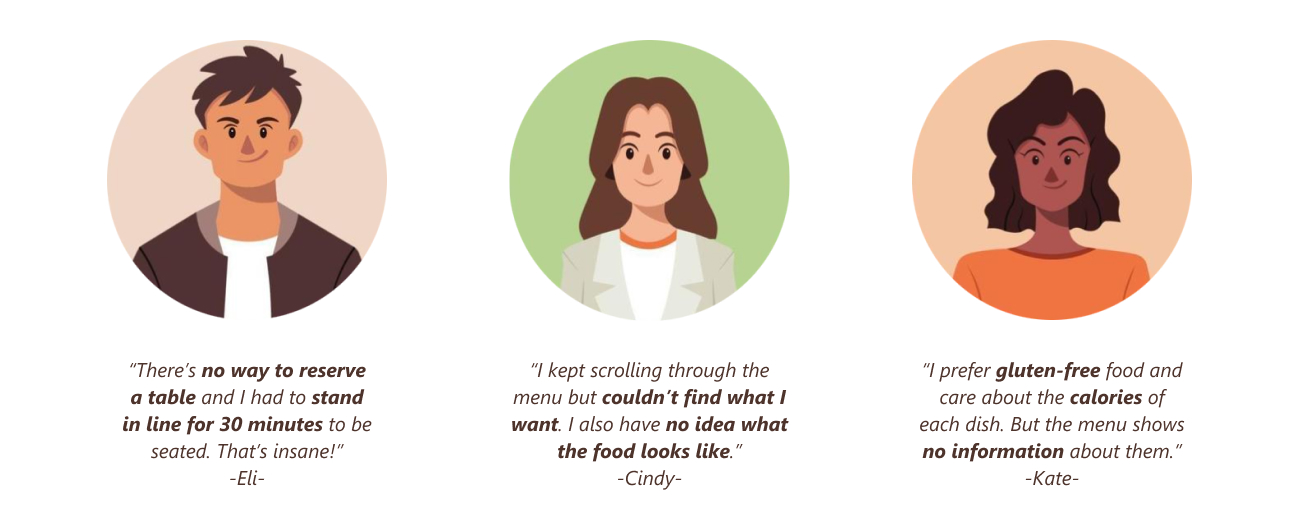 “There’s no way to reserve
a table and I had to stand
in line for 30 minutes to be
seated. That’s insane!”
-Eli-
“I kept scrolling through the
menu but couldn’t find what I
want. I also have no idea what
the food looks like.”
-Cindy-
“I prefer gluten-free food and
care about the calories of
each dish. But the menu shows
no information about them.”
-Kate-